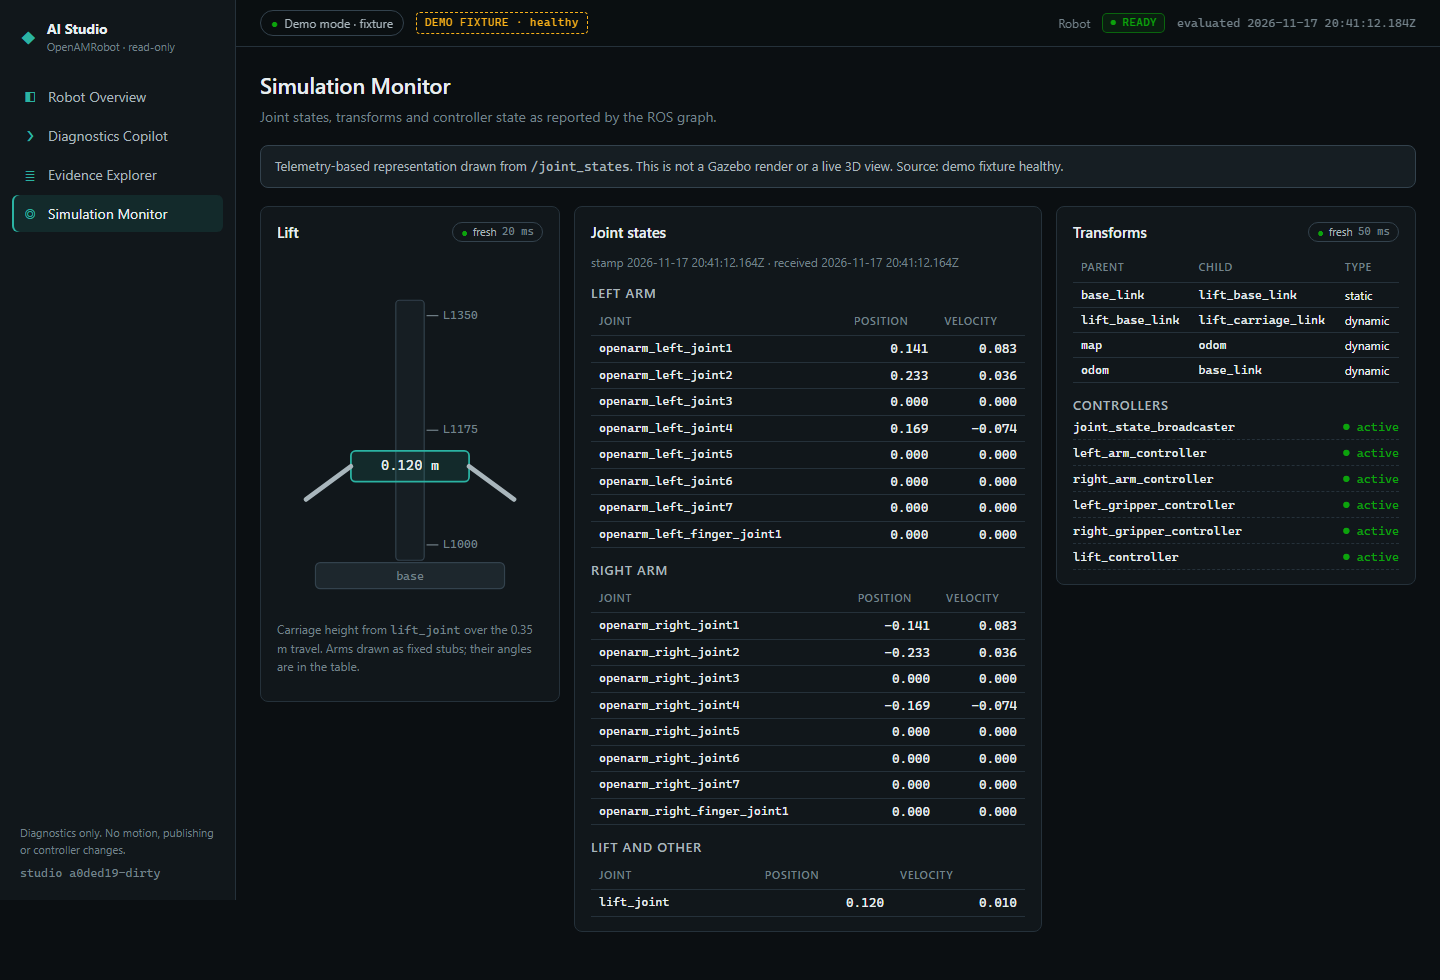 AI Studio
OpenAMRobot · read-only
Robot Overview
Diagnostics Copilot
Evidence Explorer
Simulation Monitor
Diagnostics only. No motion, publishing
or controller changes.
studio a0ded19-dirty
Demo mode · fixture
DEMO FIXTURE · healthy
Robot
READY
evaluated 2026-11-17 20:41:12.184Z
Simulation Monitor
Joint states, transforms and controller state as reported by the ROS graph.
Telemetry-based representation drawn from /joint_states. This is not a Gazebo render or a live 3D view. Source: demo fixture healthy.
Lift
fresh 20 ms
L1350
L1175
0.120 m
L1000
base
Carriage height from lift_joint over the 0.35
m travel. Arms drawn as fixed stubs; their angles
are in the table.
Joint states
stamp 2026-11-17 20:41:12.164Z · received 2026-11-17 20:41:12.164Z
LEFT ARM
JOINT POSITION VELOCITY
openarm_left_joint1 0.141 0.083
openarm_left_joint2 0.233 0.036
openarm_left_joint3 0.000 0.000
openarm_left_joint4 0.169 −0.074
openarm_left_joint5 0.000 0.000
openarm_left_joint6 0.000 0.000
openarm_left_joint7 0.000 0.000
openarm_left_finger_joint1 0.000 0.000
RIGHT ARM
JOINT POSITION VELOCITY
openarm_right_joint1 −0.141 0.083
openarm_right_joint2 −0.233 0.036
openarm_right_joint3 0.000 0.000
openarm_right_joint4 −0.169 −0.074
openarm_right_joint5 0.000 0.000
openarm_right_joint6 0.000 0.000
openarm_right_joint7 0.000 0.000
openarm_right_finger_joint1 0.000 0.000
LIFT AND OTHER
JOINT POSITION VELOCITY
lift_joint 0.120 0.010
Transforms
fresh 50 ms
PARENT CHILD TYPE
base_link lift_base_link static
lift_base_link lift_carriage_link dynamic
map odom dynamic
odom base_link dynamic
CONTROLLERS
joint_state_broadcaster active
left_arm_controller active
right_arm_controller active
left_gripper_controller active
right_gripper_controller active
lift_controller active